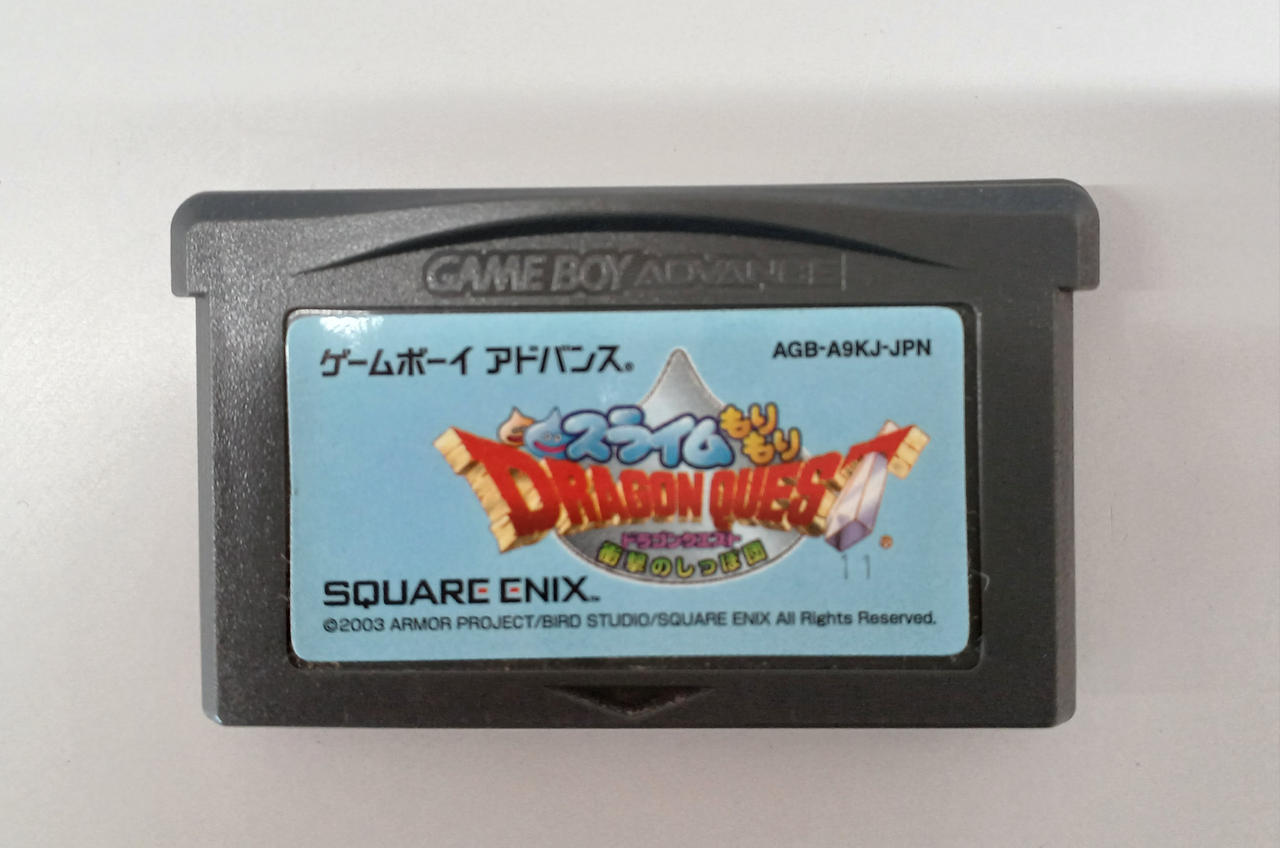 GAME BOY ADVANCE
ゲームボーイ アドバンス®
AGB-A9KJ-JPN
スライムもりもり
DRAGON QUEST
ドラゴンクエスト
衝撃のしっぽ団
11
SQUARE ENIX™
©2003 ARMOR PROJECT/BIRD STUDIO/SQUARE ENIX All Rights Reserved.